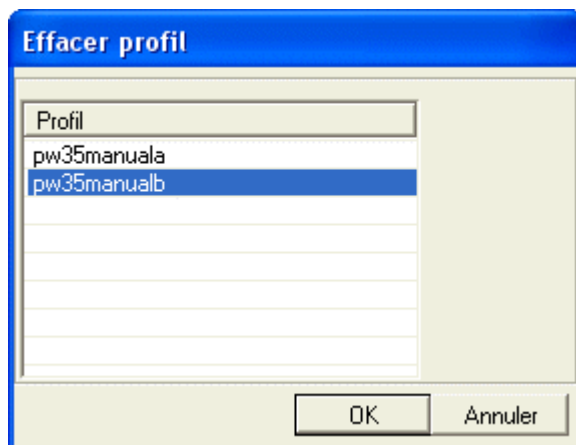 Effacer profil
Profil
pw35manuala
pw35manualb
OK Annuler